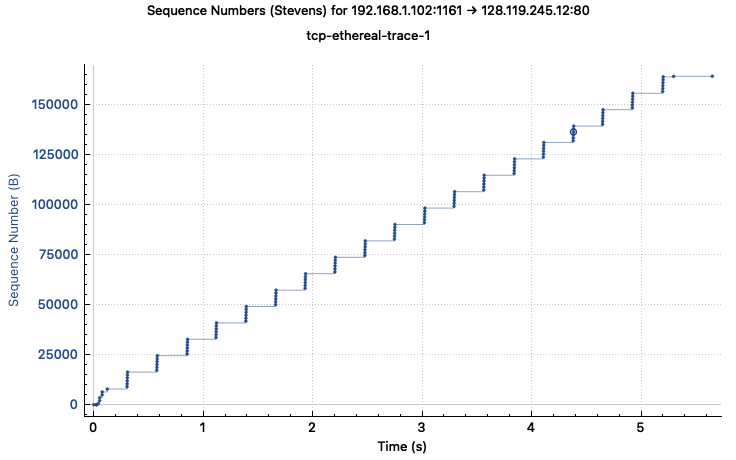 Sequence Numbers (Stevens) for 192.168.1.102:1161 → 128.119.245.12:80
tcp-ethereal-trace-1
Sequence Number (B)
150000
125000
100000
75000
50000
25000
0
0 1 2 3 4 5
Time (s)